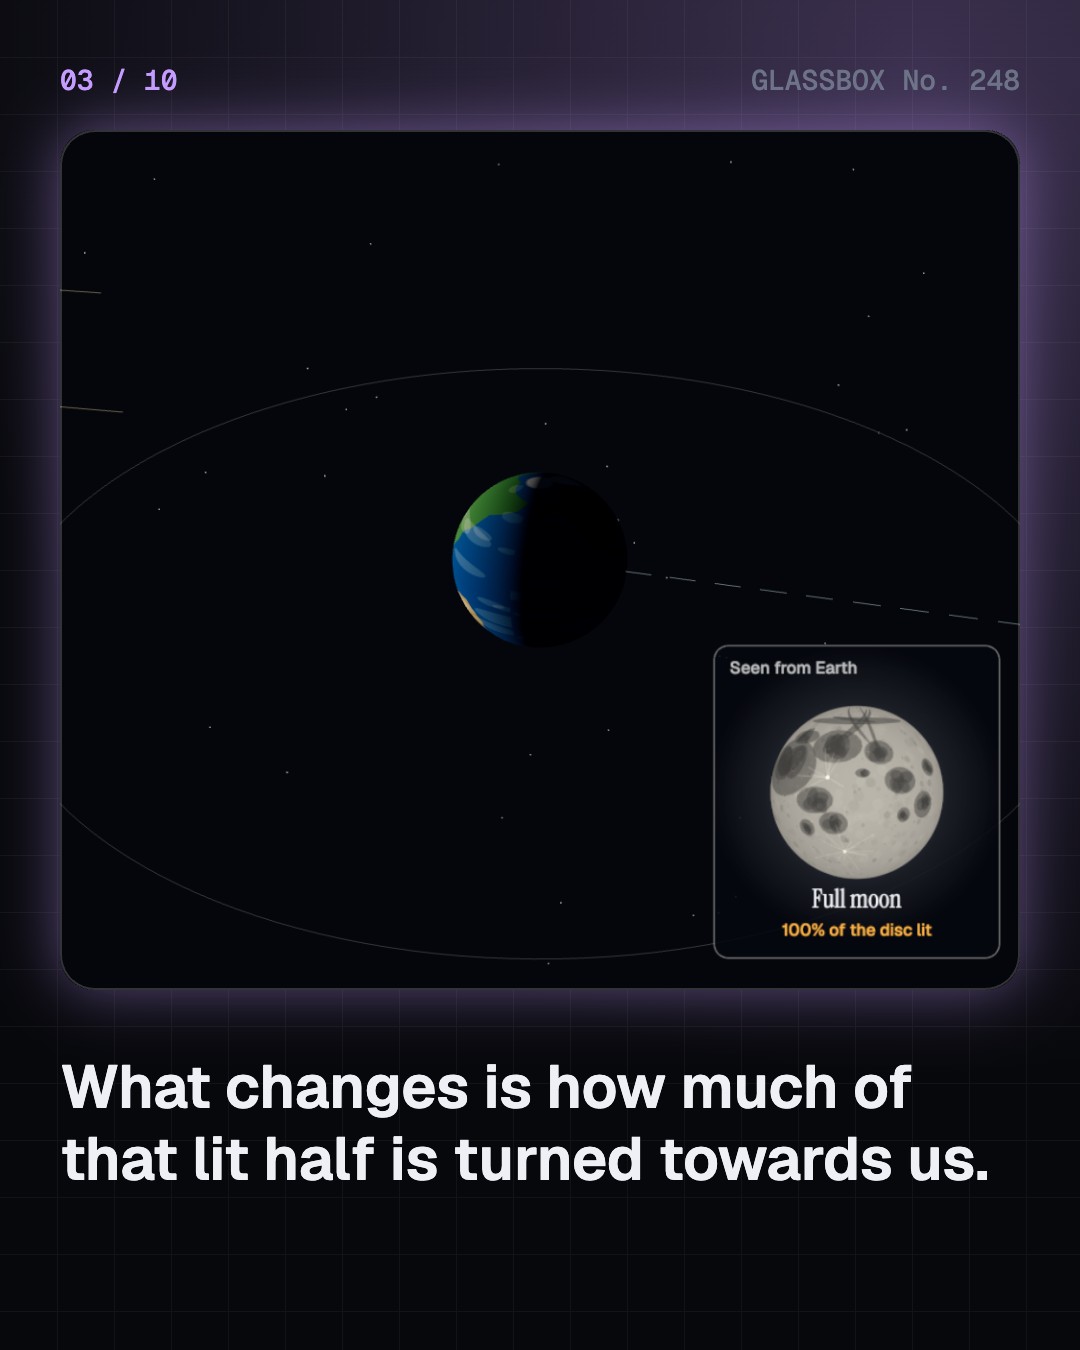 03 / 10
GLASSBOX No. 248
Seen from Earth
Full moon
100% of the disc lit
What changes is how much of
that lit half is turned towards us.